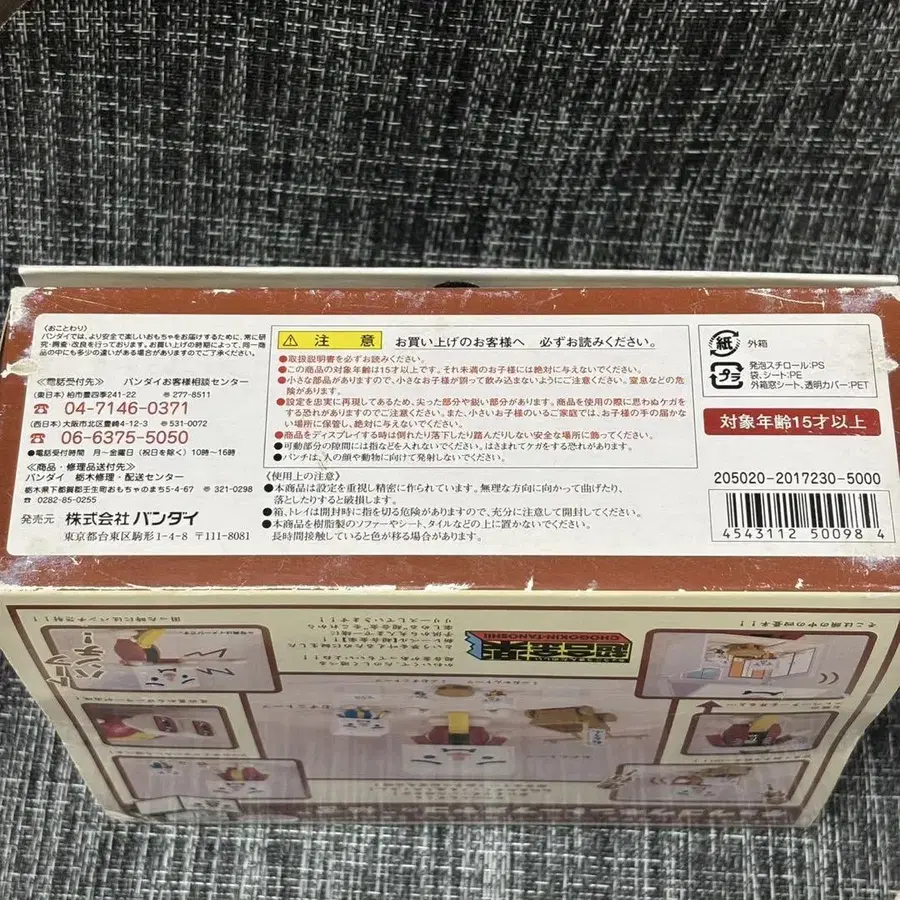 〈おことわり〉
バンダイでは、より安全で楽しいおもちゃをお届けするために、常に研
究・調査・改良を行っております。お買い上げの時期によって、同一商
品の中にも多少の違いがある場合がありますのでご了承ください。
≪電話受付先≫ バンダイお客様相談センター
(東日本) 柏市豊四季241-22 〒277-8511
☎ 04-7146-0371
(西日本) 大阪市北区豊崎4-12-3 〒531-0072
☎ 06-6375-5050
●電話受付時間 月〜金曜日(祝日を除く)10時〜16時
≪商品・修理品送付先≫
バンダイ 栃木修理・配送センター
栃木県下都賀郡壬生町おもちゃのまち5-4-67 〒321-0298
☎0282-85-0255
発売元 株式会社 バンダイ
東京都台東区駒形1-4-8 〒111-8081
⚠ 注意 お買い上げのお客様へ 必ずお読みください。
●取扱説明書を必ずお読みください。
●この商品の対象年齢は15才以上です。それ未満のお子様には絶対に与えないでください。
●小さな部品がありますので、小さなお子様が誤って飲み込まないようにご注意ください。窒息などの危
険があります。
●設定を忠実に再現してあるため、尖った部分や鋭い部分があります。商品を使用の際に思わぬケガ
をする恐れがありますのでご注意ください。また、小さいお子様のいるご家庭では、お子様の手の届かな
い場所に保管し、絶対に与えないでください。
●商品をディスプレイする時は倒れたり落下したり踏んだりしない安全な場所に飾ってください。
●可動部分の隙間には指などを入れないでください。はさまれてケガをする恐れがあります。
●パンチは、人の顔や動物に向けて発射しないでください。
〈使用上の注意〉
●本商品は設定を重視し精密に作られています。無理な方向に向かって曲げたり、
落としたりすると破損します。
●箱、トレイは開封時に指を切る危険がありますので、充分に注意して開封してください。
●本商品を樹脂製のソファーやシート、タイルなどの上に置かないでください。
長時間接触していると色が移る場合があります。
紙 外箱
プラ 発泡スチロール:PS
袋、シート:PE
外箱窓シート、透明カバー:PET
対象年齢15才以上
205020-2017230-5000
4543112 500984
超合金楽
CHOGOKIN-TANOSHI